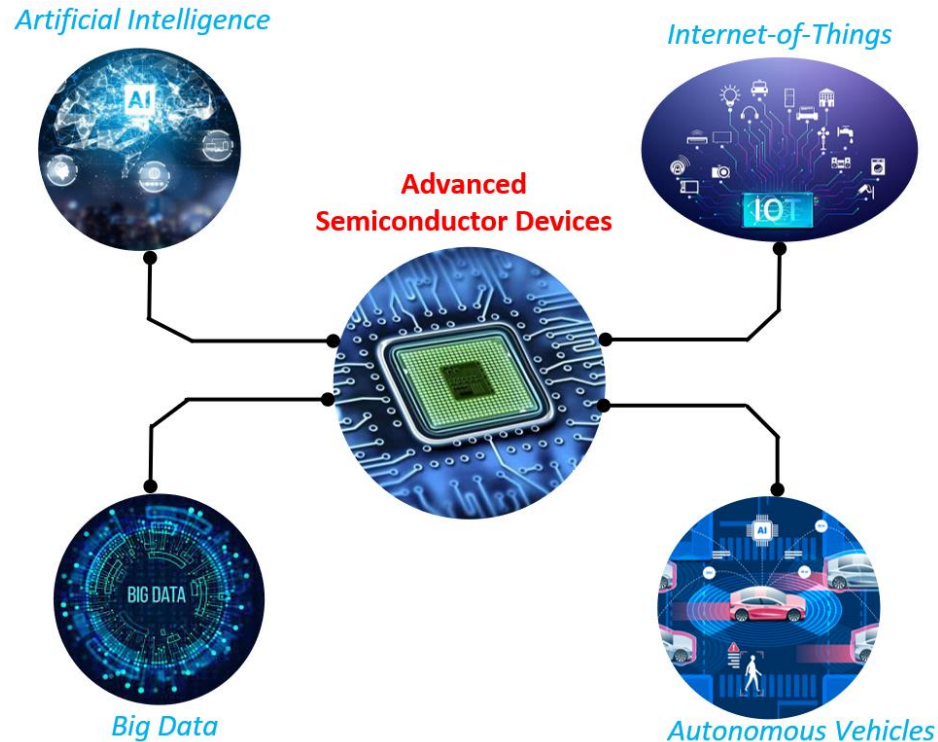 Artificial Intelligence
Internet-of-Things
AI
IOT
Advanced
Semiconductor Devices
BIG DATA
AI
Big Data
Autonomous Vehicles